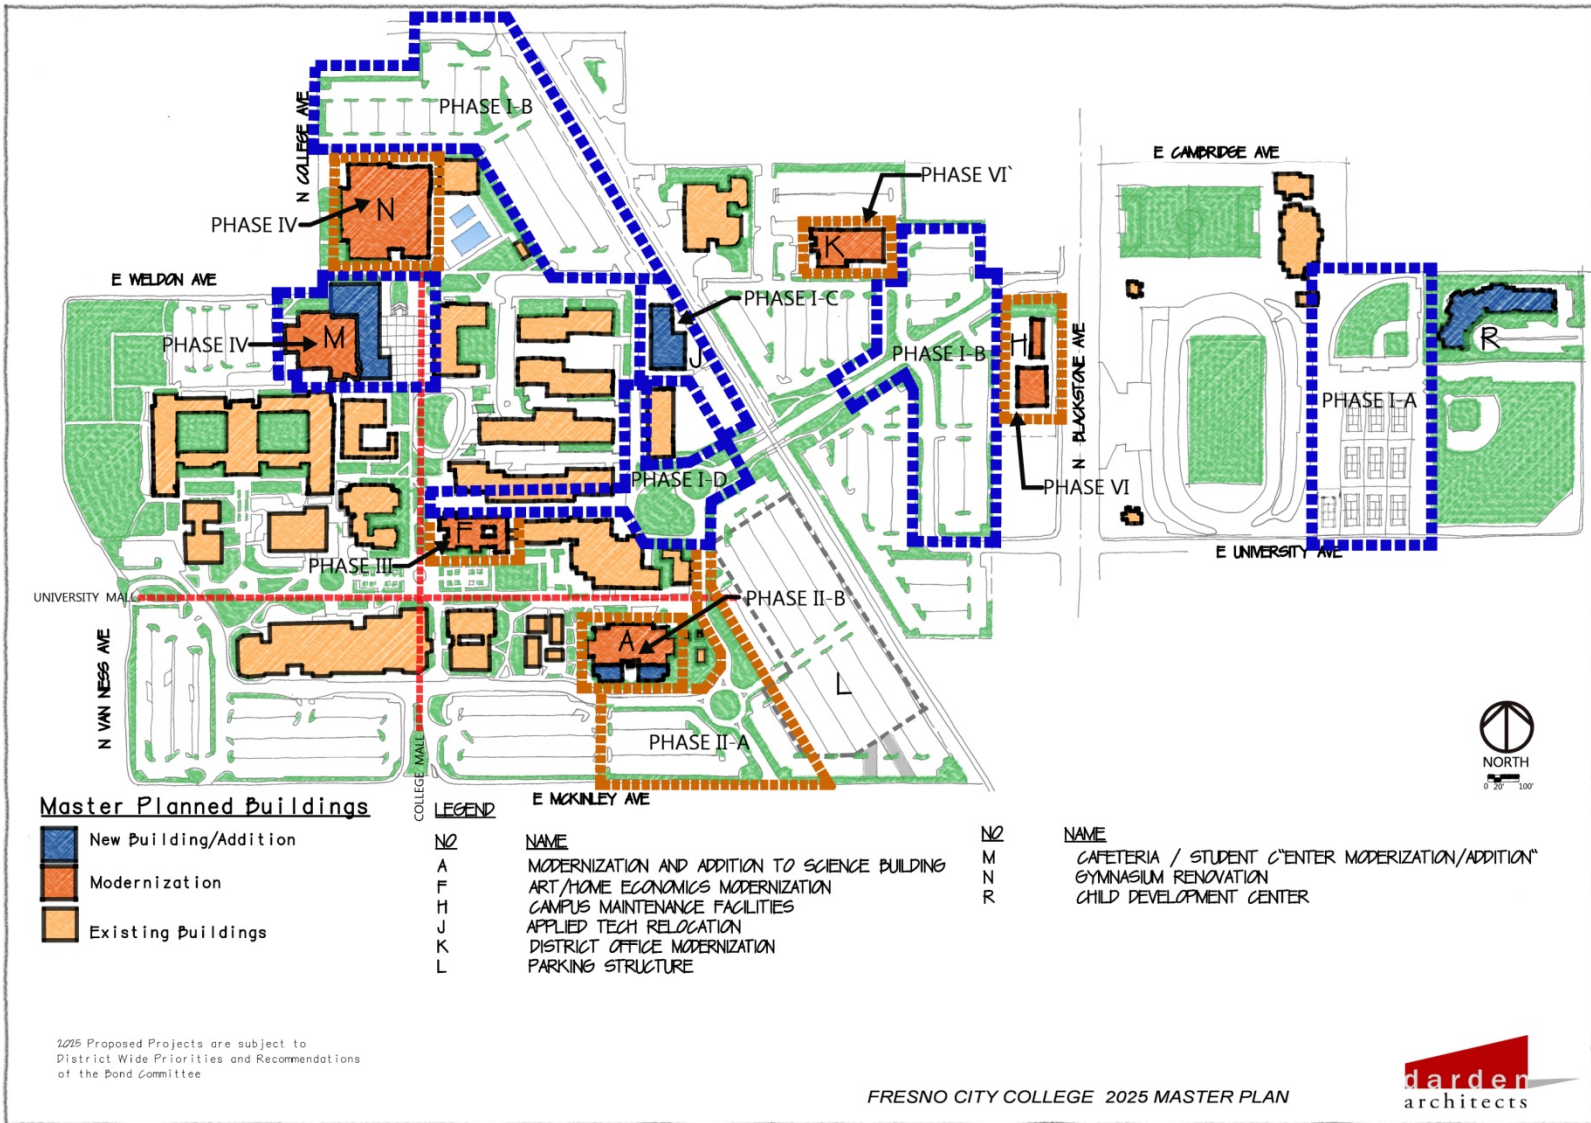 PHASE I-B
N COLLEGE AVE
E CAMBRIDGE AVE
PHASE VI`
N
PHASE IV
K
E WELDON AVE
PHASE I-C
PHASE IV
M
J
PHASE I-B
H
R
N BLACKSTONE AVE
PHASE I-A
PHASE I-D
PHASE VI
F
PHASE III
E UNIVERSITY AVE
UNIVERSITY MALL
PHASE II-B
A
N VAN NESS AVE
L
PHASE II-A
COLLEGE MALL
NORTH
0 20' 100'
E MCKINLEY AVE
Master Planned Buildings
New Building/Addition
Modernization
Existing Buildings
LEGEND
NO NAME
A MODERNIZATION AND ADDITION TO SCIENCE BUILDING
F ART/HOME ECONOMICS MODERNIZATION
H CAMPUS MAINTENANCE FACILITIES
J APPLIED TECH RELOCATION
K DISTRICT OFFICE MODERNIZATION
L PARKING STRUCTURE
NO NAME
M CAFETERIA / STUDENT C"ENTER MODERIZATION/ADDITION"
N GYMNASIUM RENOVATION
R CHILD DEVELOPMENT CENTER
2025 Proposed Projects are subject to
District Wide Priorities and Recommendations
of the Bond Committee
FRESNO CITY COLLEGE 2025 MASTER PLAN
darden
architects